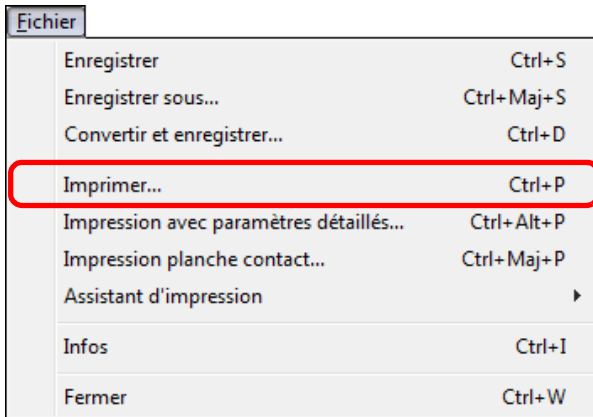 Fichier
Enregistrer Ctrl+S
Enregistrer sous... Ctrl+Maj+S
Convertir et enregistrer... Ctrl+D
Imprimer... Ctrl+P
Impression avec paramètres détaillés... Ctrl+Alt+P
Impression planche contact... Ctrl+Maj+P
Assistant d'impression
Infos Ctrl+I
Fermer Ctrl+W